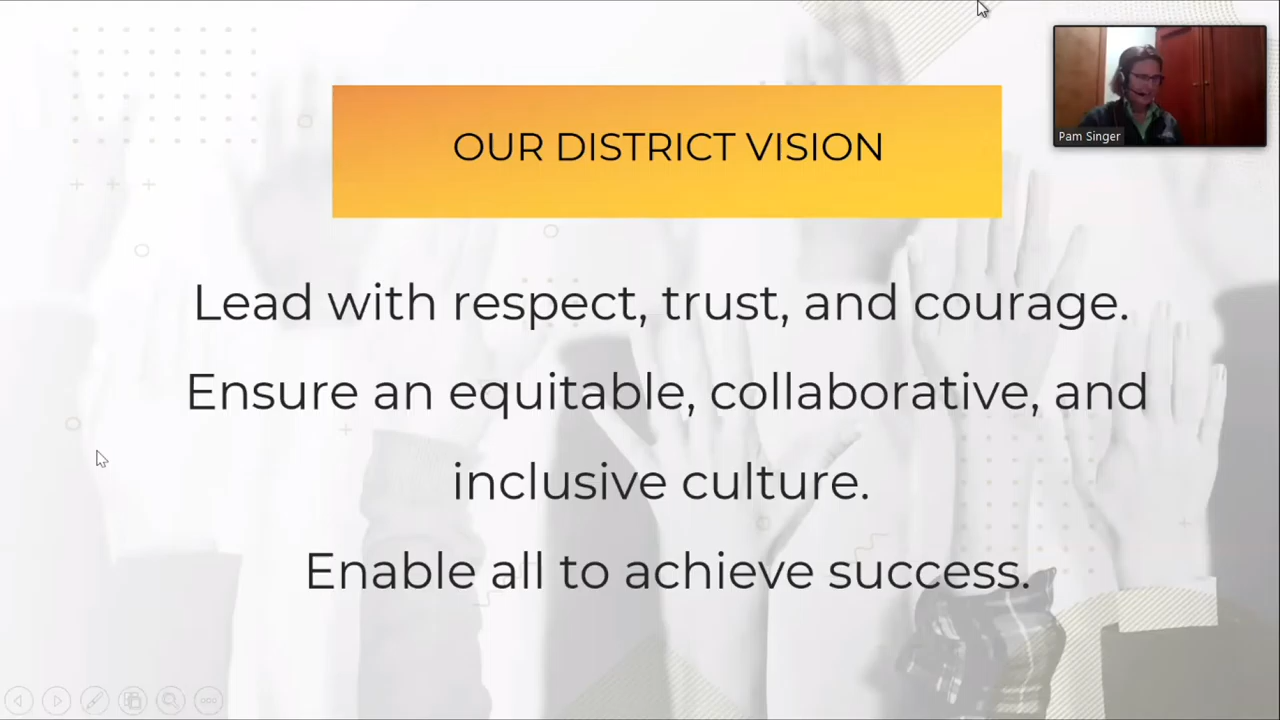 OUR DISTRICT VISION
Pam Singer
Lead with respect, trust, and courage.
Ensure an equitable, collaborative, and
inclusive culture.
Enable all to achieve success.